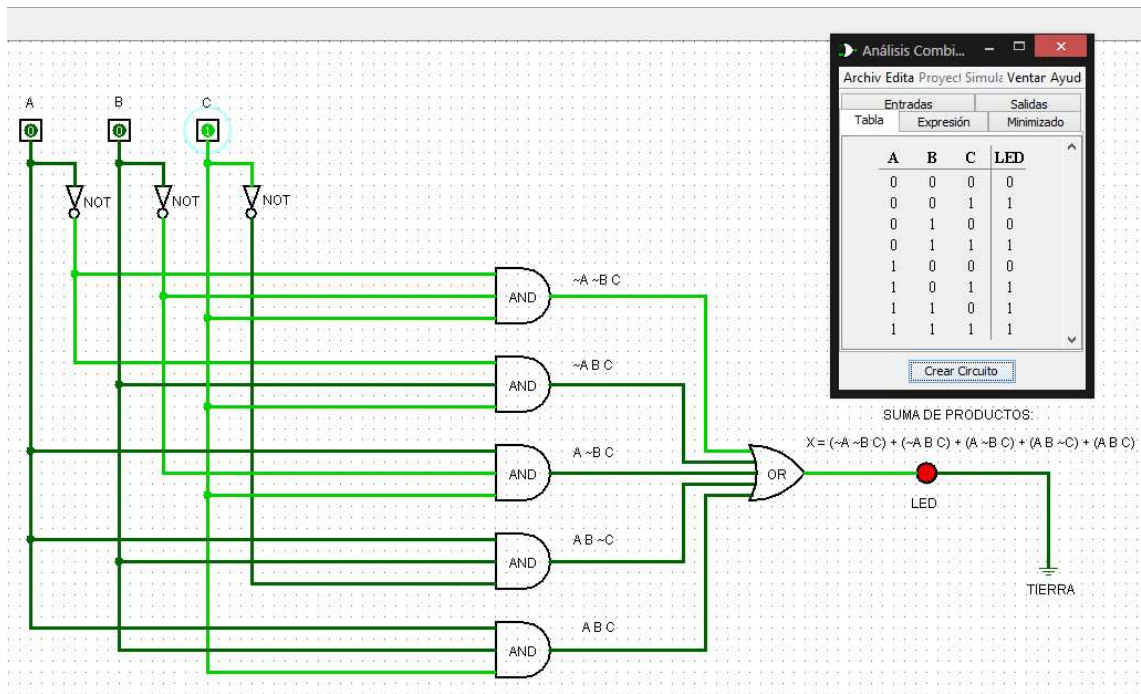 A B C
0 0 1
NOT NOT NOT
AND ~A ~B C
AND ~A B C
AND A ~B C
AND A B ~C
AND A B C
OR
Análisis Combi...
Archiv Edita Proyect Simula Ventar Ayud
Entradas Salidas
Tabla Expresión Minimizado
A B C LED
0 0 0 0
0 0 1 1
0 1 0 0
0 1 1 1
1 0 0 0
1 0 1 1
1 1 0 1
1 1 1 1
Crear Circuito
SUMA DE PRODUCTOS:
X = (~A ~B C) + (~A B C) + (A ~B C) + (A B ~C) + (A B C)
LED
TIERRA